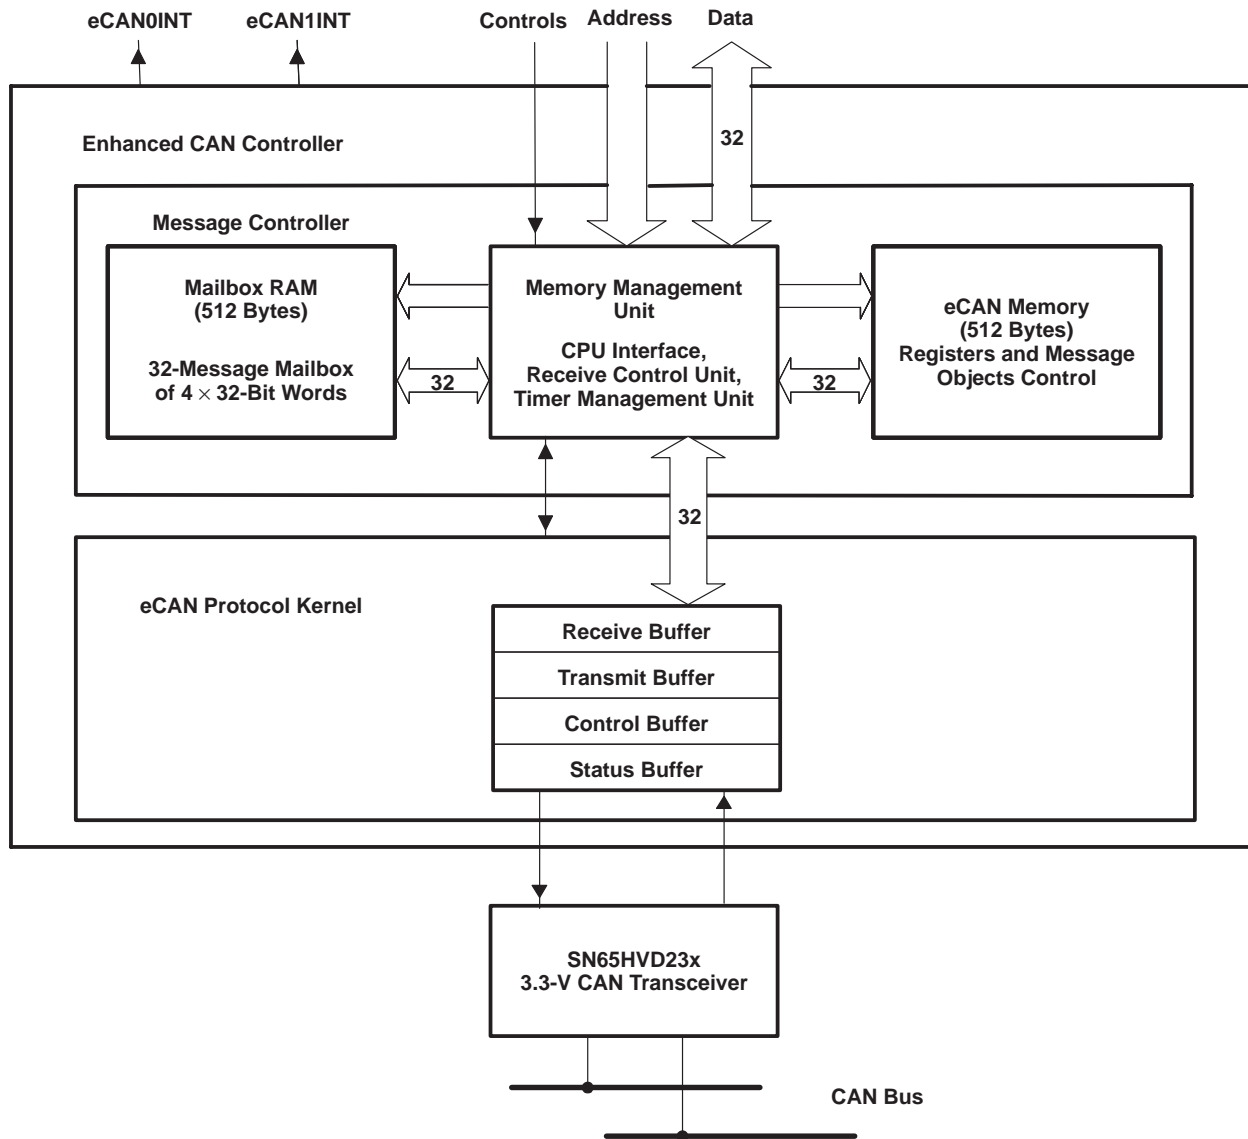 eCAN0INT
eCAN1INT
Controls
Address
Data
32
Enhanced CAN Controller
Message Controller
Mailbox RAM
(512 Bytes)
32-Message Mailbox
of 4 × 32-Bit Words
32
Memory Management
Unit
CPU Interface,
Receive Control Unit,
Timer Management Unit
32
eCAN Memory
(512 Bytes)
Registers and Message
Objects Control
32
eCAN Protocol Kernel
Receive Buffer
Transmit Buffer
Control Buffer
Status Buffer
SN65HVD23x
3.3-V CAN Transceiver
CAN Bus